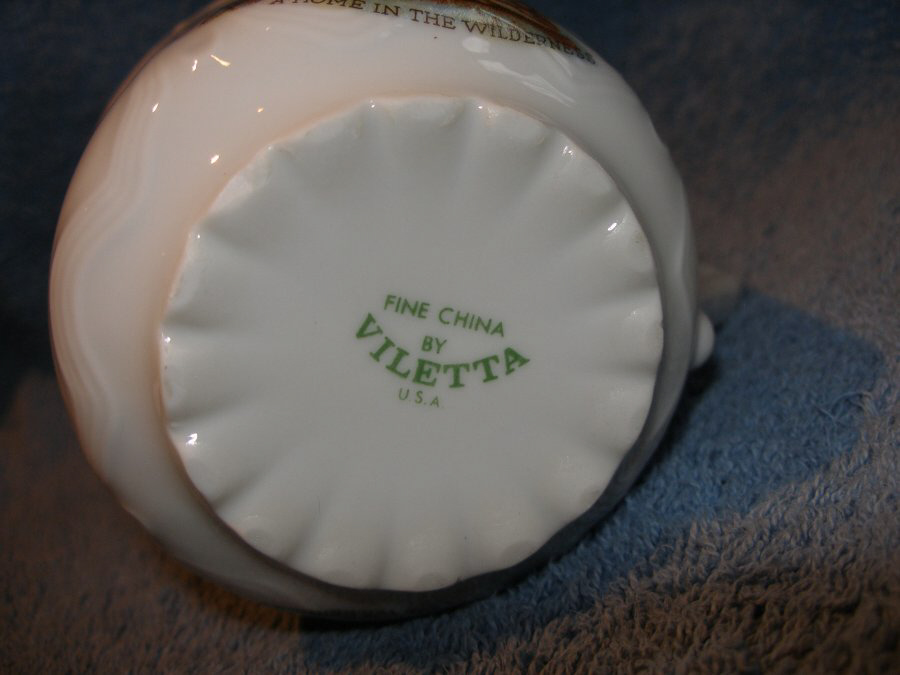 A HOME IN THE WILDERNESS
FINE CHINA
BY
VILETTA
U.S.A.